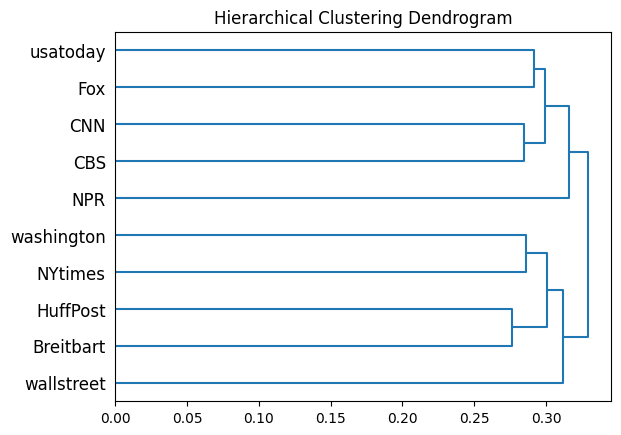 Hierarchical Clustering Dendrogram
usatoday
Fox
CNN
CBS
NPR
washington
NYtimes
HuffPost
Breitbart
wallstreet
0.00 0.05 0.10 0.15 0.20 0.25 0.30